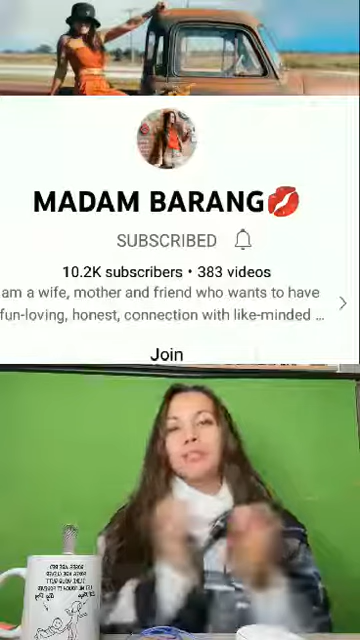 MADAM BARANG💋
SUBSCRIBED
10.2K subscribers • 383 videos
am a wife, mother and friend who wants to have
fun-loving, honest, connection with like-minded ...
Join